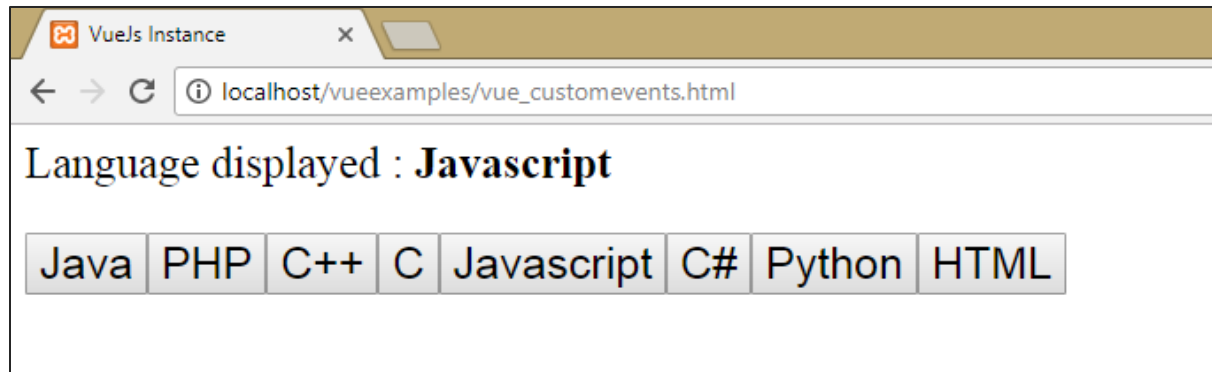 VueJs Instance
localhost/vueexamples/vue_customevents.html
Language displayed : Javascript
Java PHP C++ C Javascript C# Python HTML